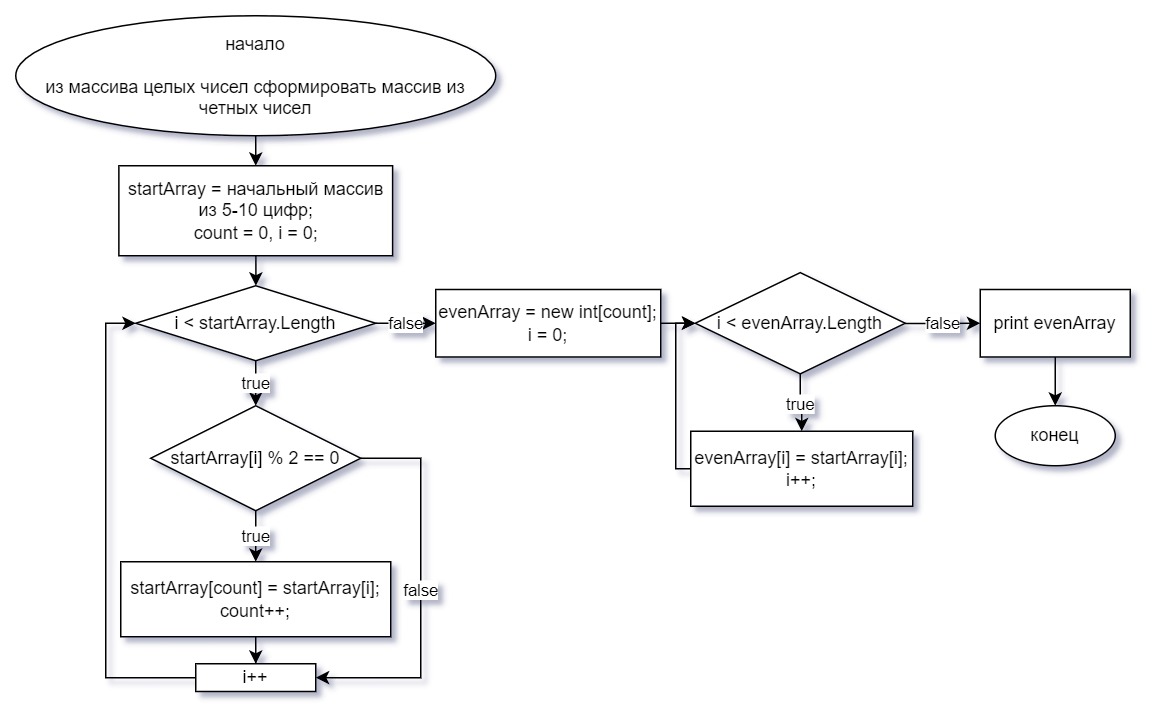 начало
из массива целых чисел сформировать массив из
четных чисел
startArray = начальный массив
из 5-10 цифр;
count = 0, i = 0;
i < startArray.Length
false
true
startArray[i] % 2 == 0
true
false
startArray[count] = startArray[i];
count++;
i++
evenArray = new int[count];
i = 0;
i < evenArray.Length
false
true
evenArray[i] = startArray[i];
i++;
print evenArray
конец